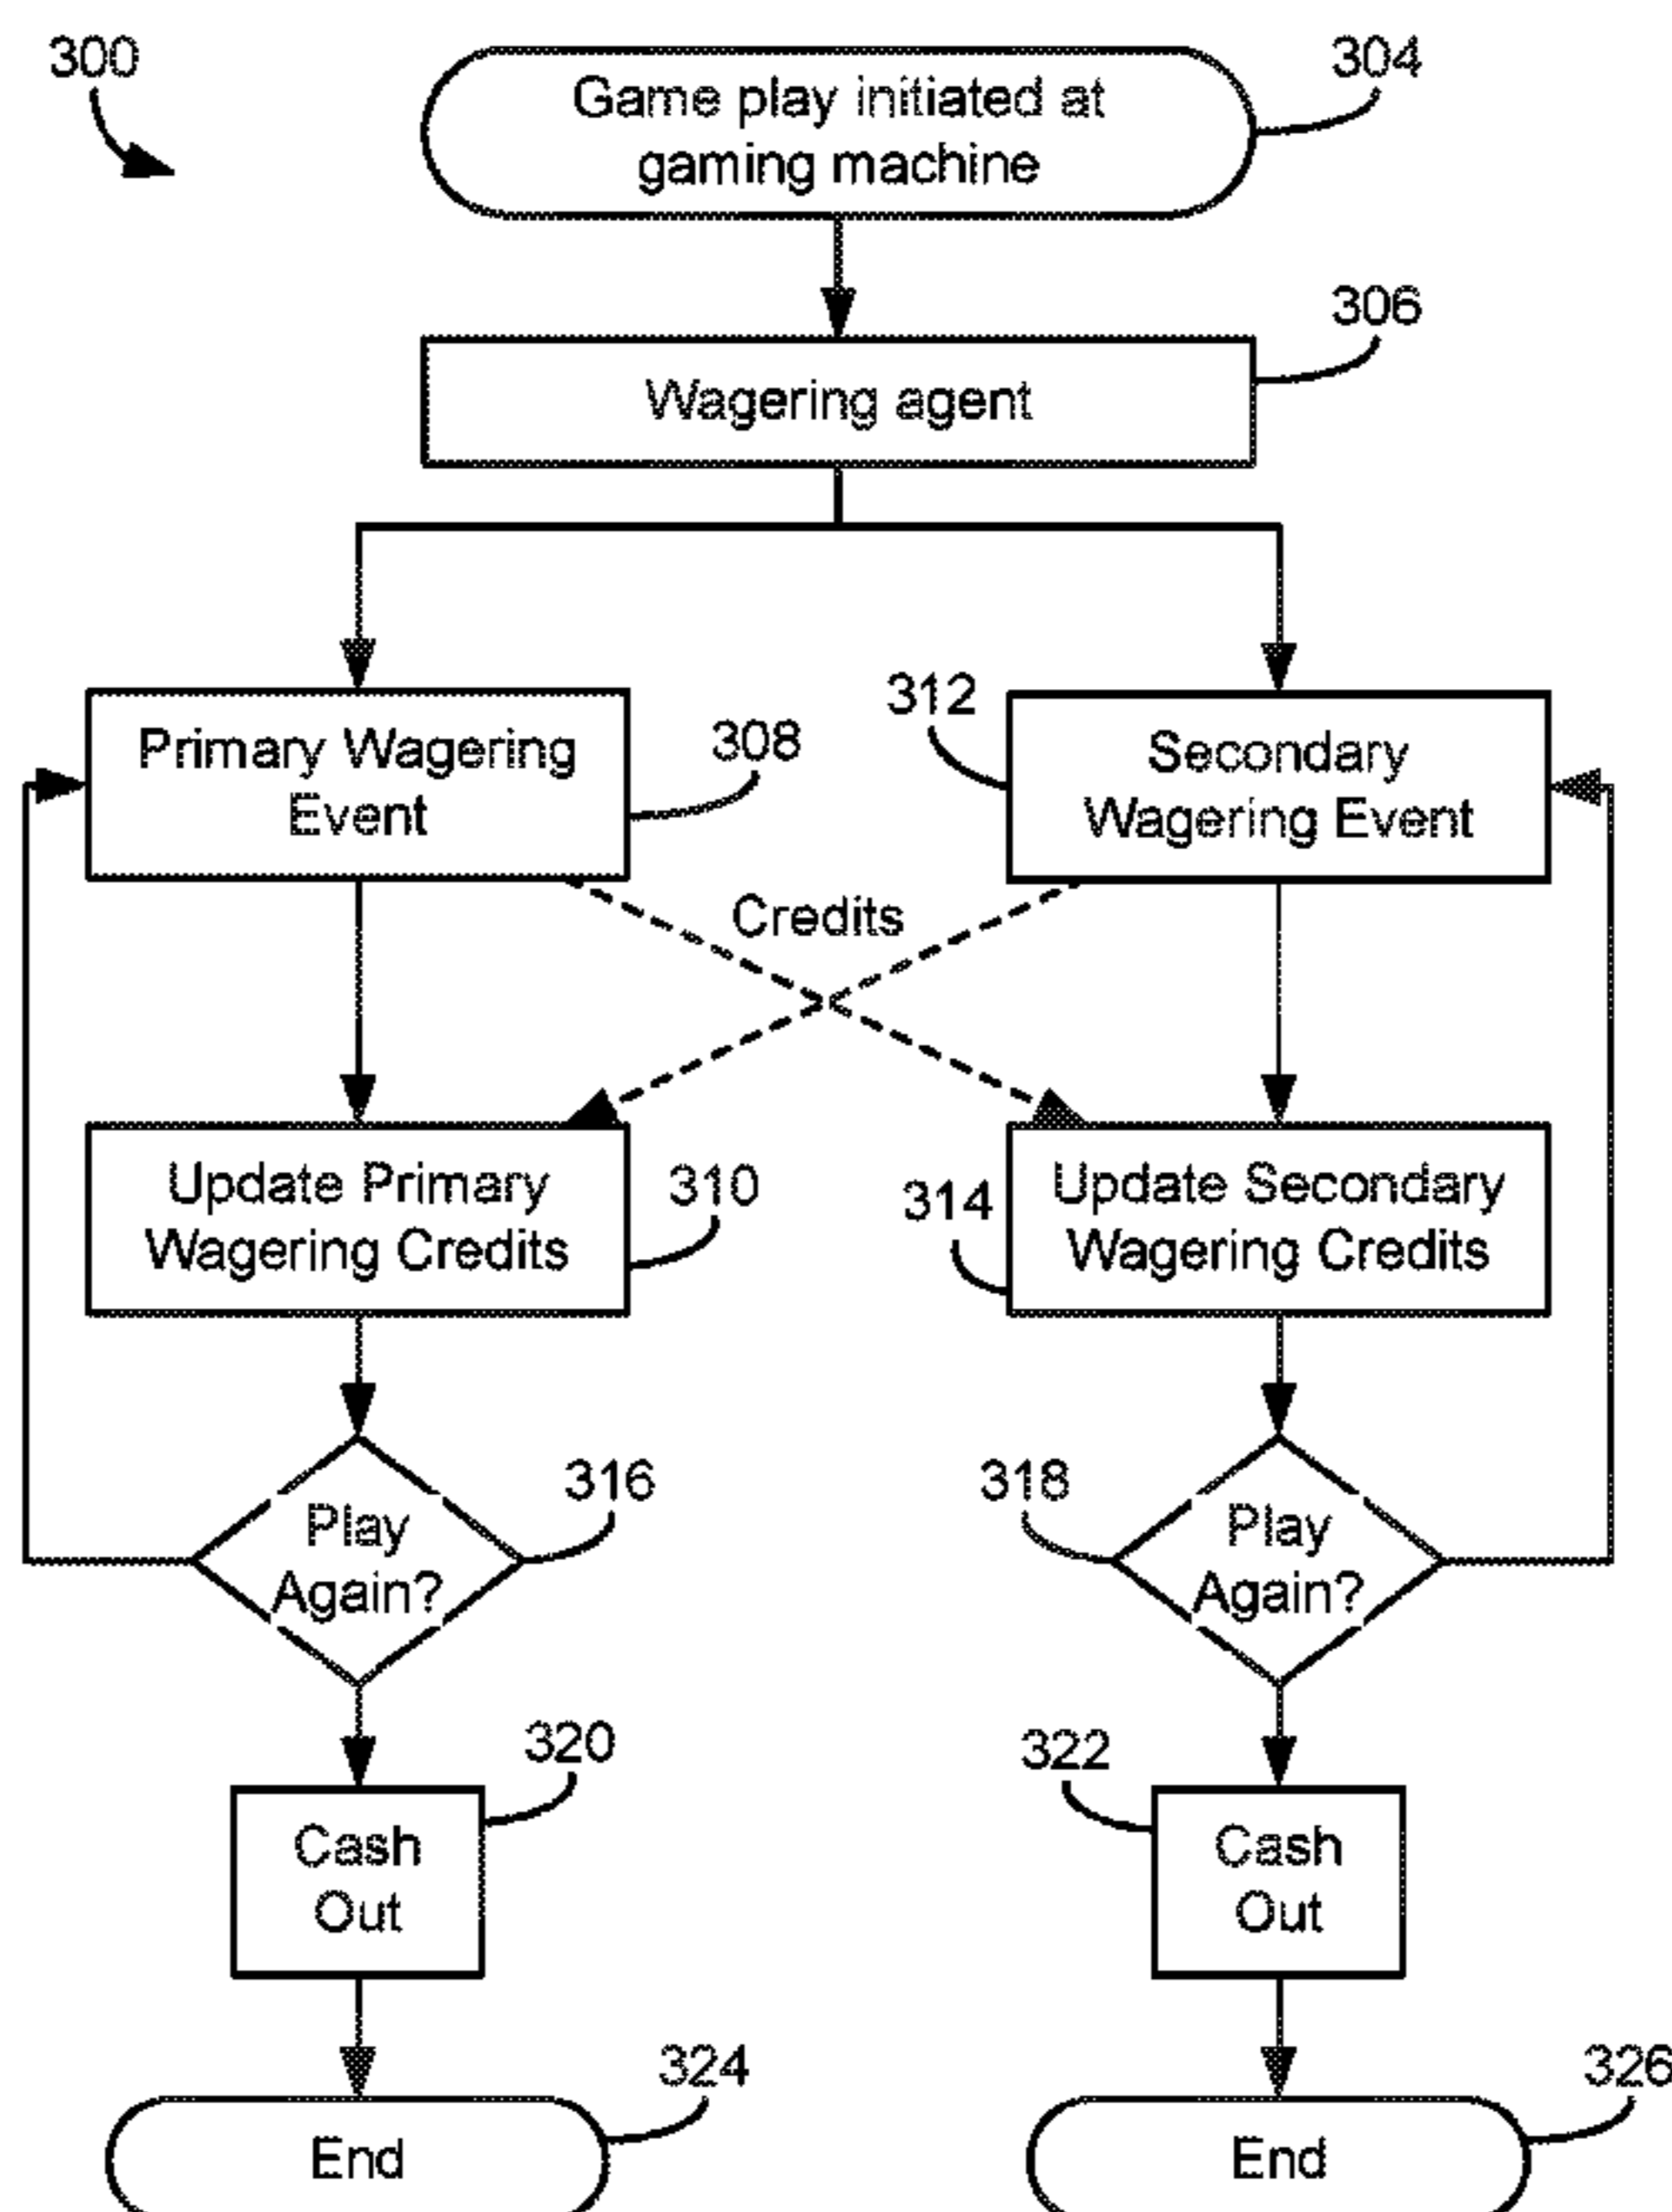 300
304
Game play initiated at
gaming machine
306
Wagering agent
308
Primary Wagering
Event
312
Secondary
Wagering Event
Credits
310
Update Primary
Wagering Credits
314
Update Secondary
Wagering Credits
316
Play
Again?
318
Play
Again?
320
Cash
Out
322
Cash
Out
324
End
326
End